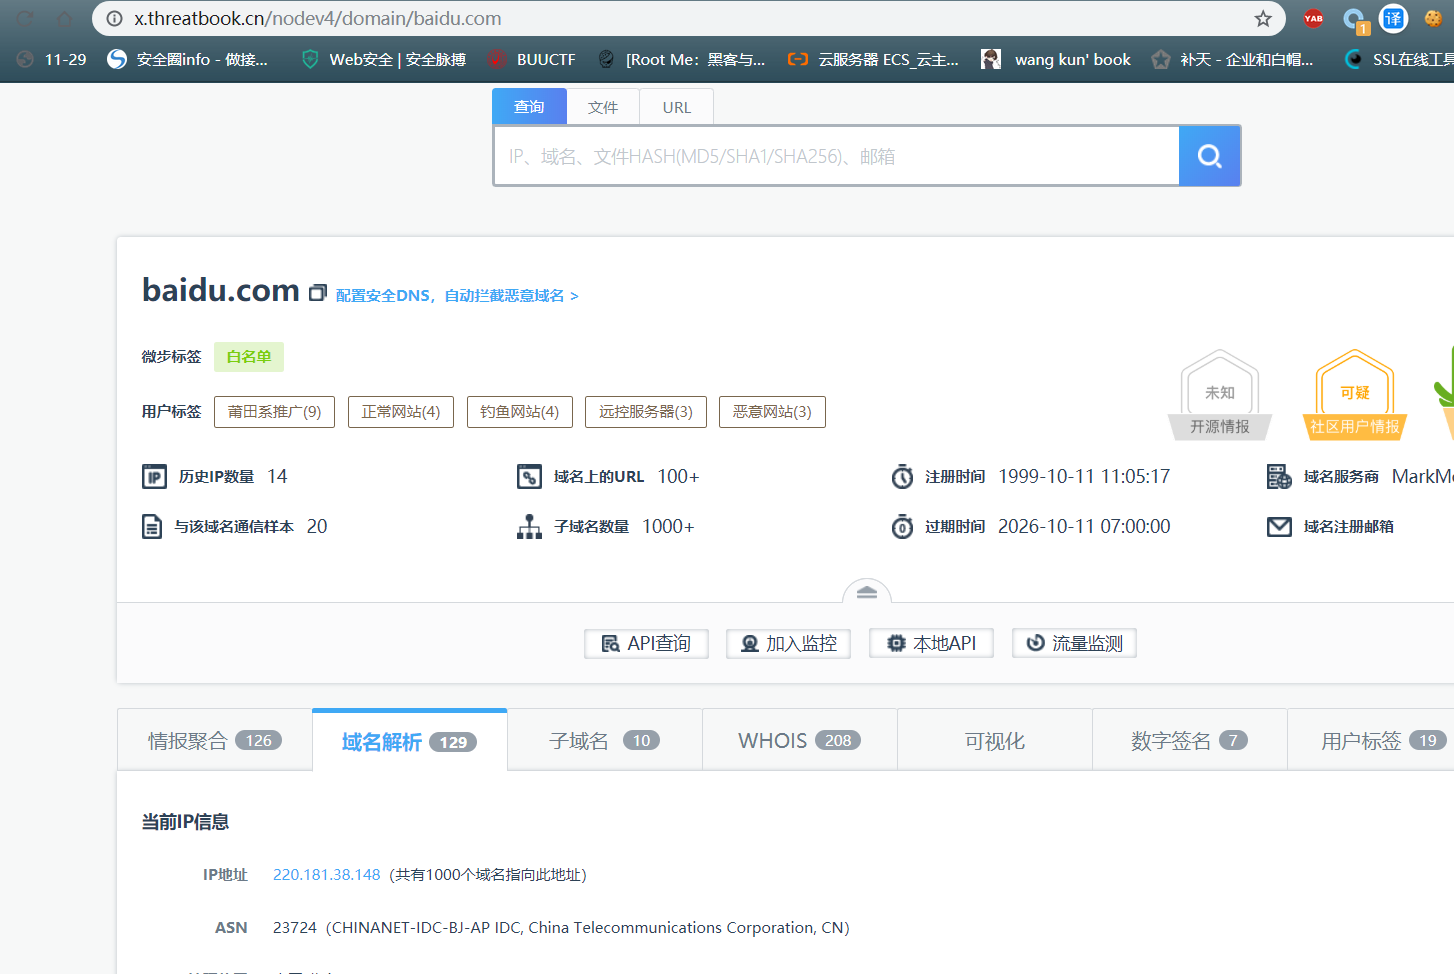 x.threatbook.cn/nodev4/domain/baidu.com
YAB
1
译
11-29
安全圈info - 做接...
Web安全 | 安全脉搏
BUUCTF
[Root Me：黑客与...
云服务器 ECS_云主...
wang kun' book
补天 - 企业和白帽...
SSL在线工具
查询
文件
URL
IP、域名、文件HASH(MD5/SHA1/SHA256)、邮箱
baidu.com 配置安全DNS，自动拦截恶意域名 >
微步标签 白名单
用户标签 莆田系推广(9) 正常网站(4) 钓鱼网站(4) 远控服务器(3) 恶意网站(3)
未知
开源情报
可疑
社区用户情报
IP 历史IP数量 14
域名上的URL 100+
注册时间 1999-10-11 11:05:17
域名服务商 MarkMo
与该域名通信样本 20
子域名数量 1000+
过期时间 2026-10-11 07:00:00
域名注册邮箱
API查询
加入监控
本地API
流量监测
情报聚合 126
域名解析 129
子域名 10
WHOIS 208
可视化
数字签名 7
用户标签 19
当前IP信息
IP地址 220.181.38.148（共有1000个域名指向此地址）
ASN 23724（CHINANET-IDC-BJ-AP IDC, China Telecommunications Corporation, CN）